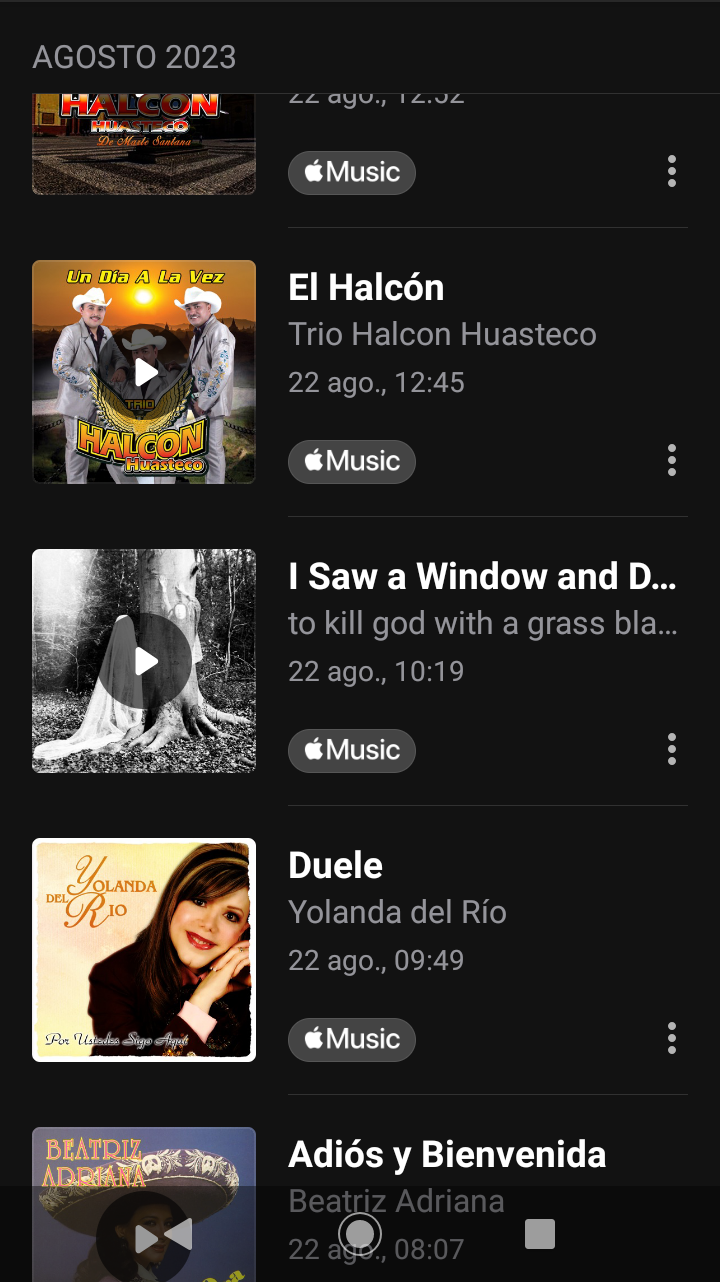 AGOSTO 2023
HALCON
HUASTECO
De Marlé Santana
22 ago., 12:52
Music
Un Día A La Vez
TRIO
HALCON
Huasteco
El Halcón
Trio Halcon Huasteco
22 ago., 12:45
Music
I Saw a Window and D...
to kill god with a grass bla...
22 ago., 10:19
Music
YOLANDA
DEL RIO
Por Ustedes Sigo Aquí
Duele
Yolanda del Río
22 ago., 09:49
Music
BEATRIZ
ADRIANA
Adiós y Bienvenida
Beatriz Adriana
22 ago., 08:07